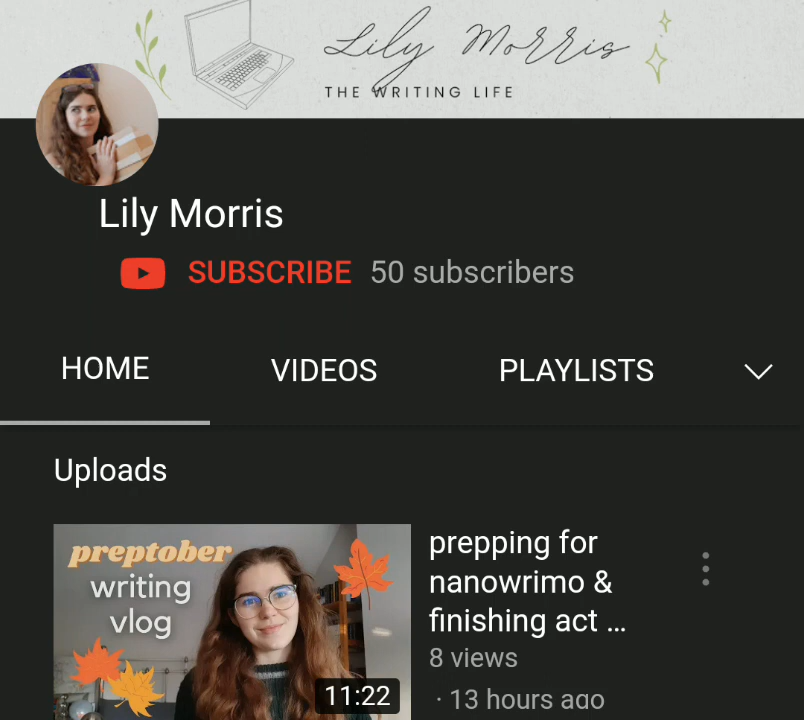 Lily Morris
THE WRITING LIFE
Lily Morris
SUBSCRIBE 50 subscribers
HOME VIDEOS PLAYLISTS
Uploads
preptober
writing
vlog
11:22
prepping for
nanowrimo &
finishing act ...
8 views
· 13 hours ago